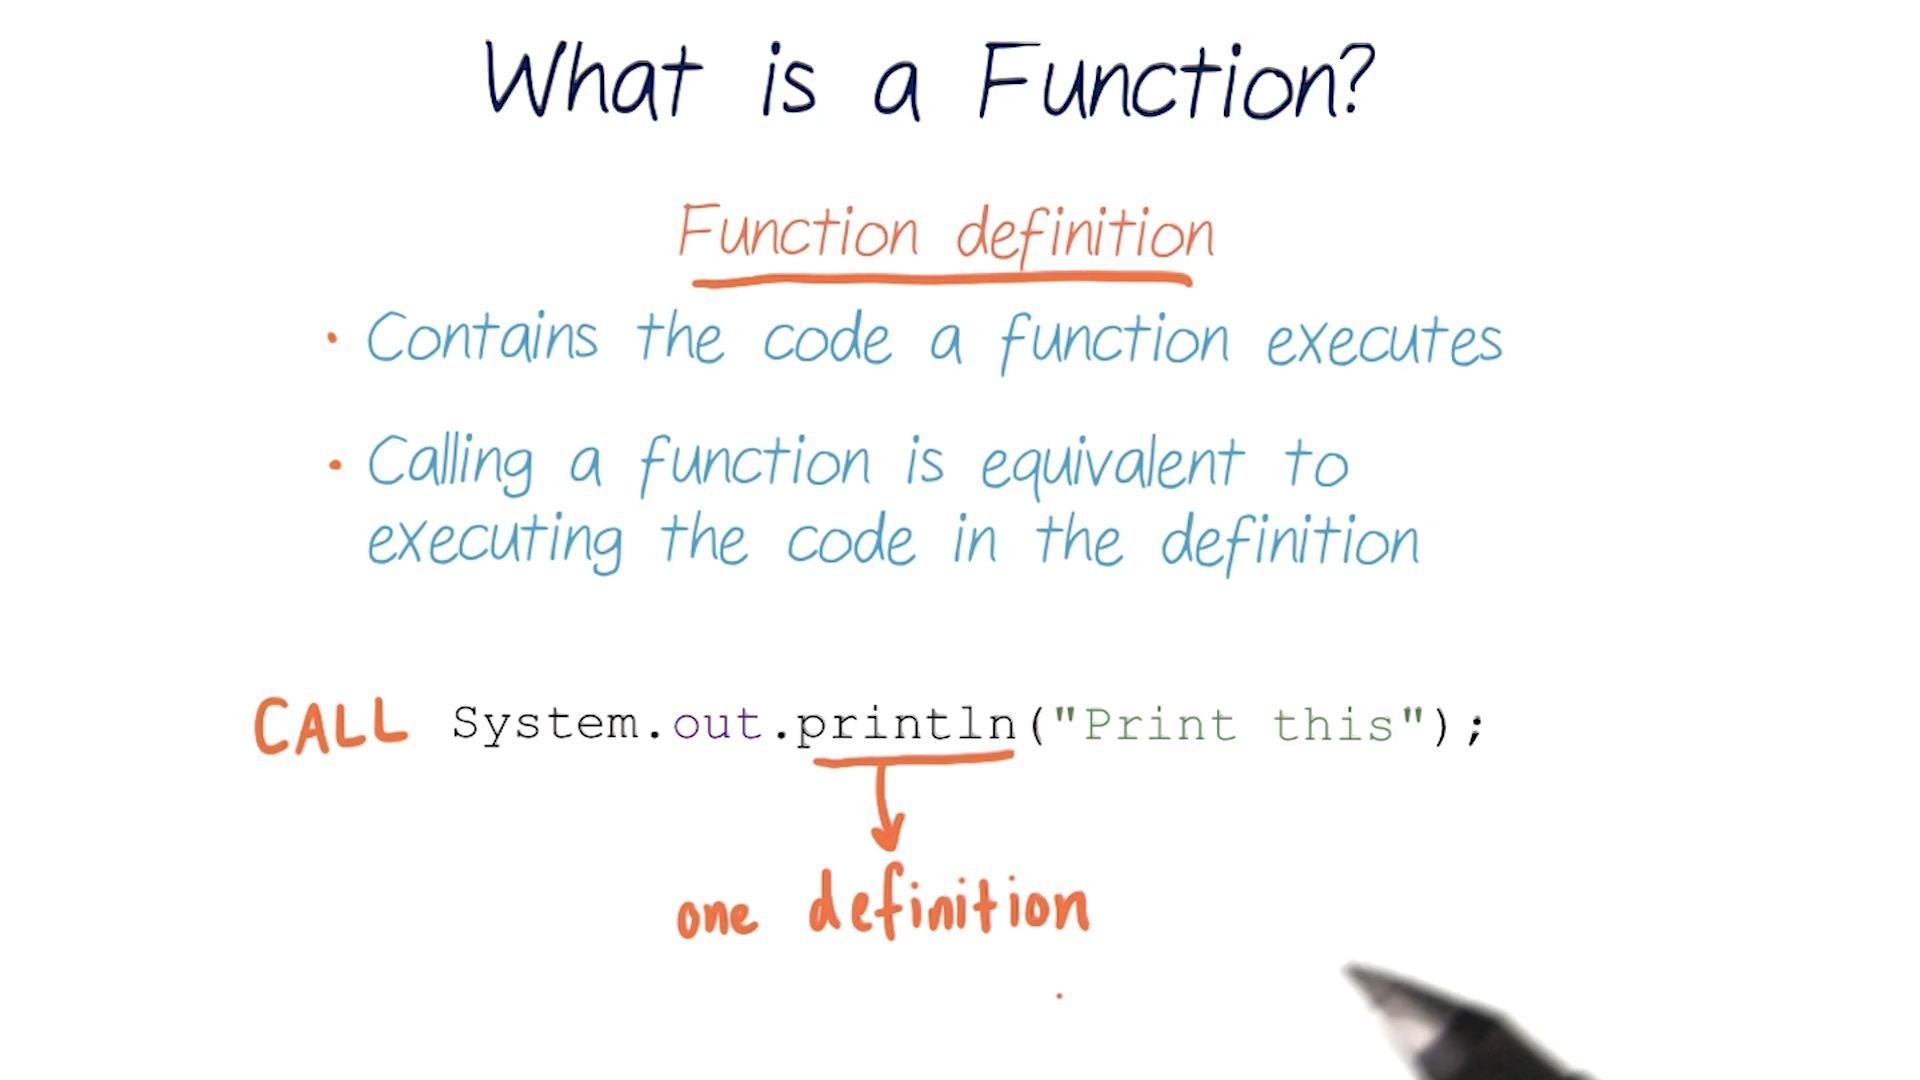 What is a Function?
Function definition
• Contains the code a function executes
• Calling a function is equivalent to
executing the code in the definition
CALL System.out.println("Print this");
one definition